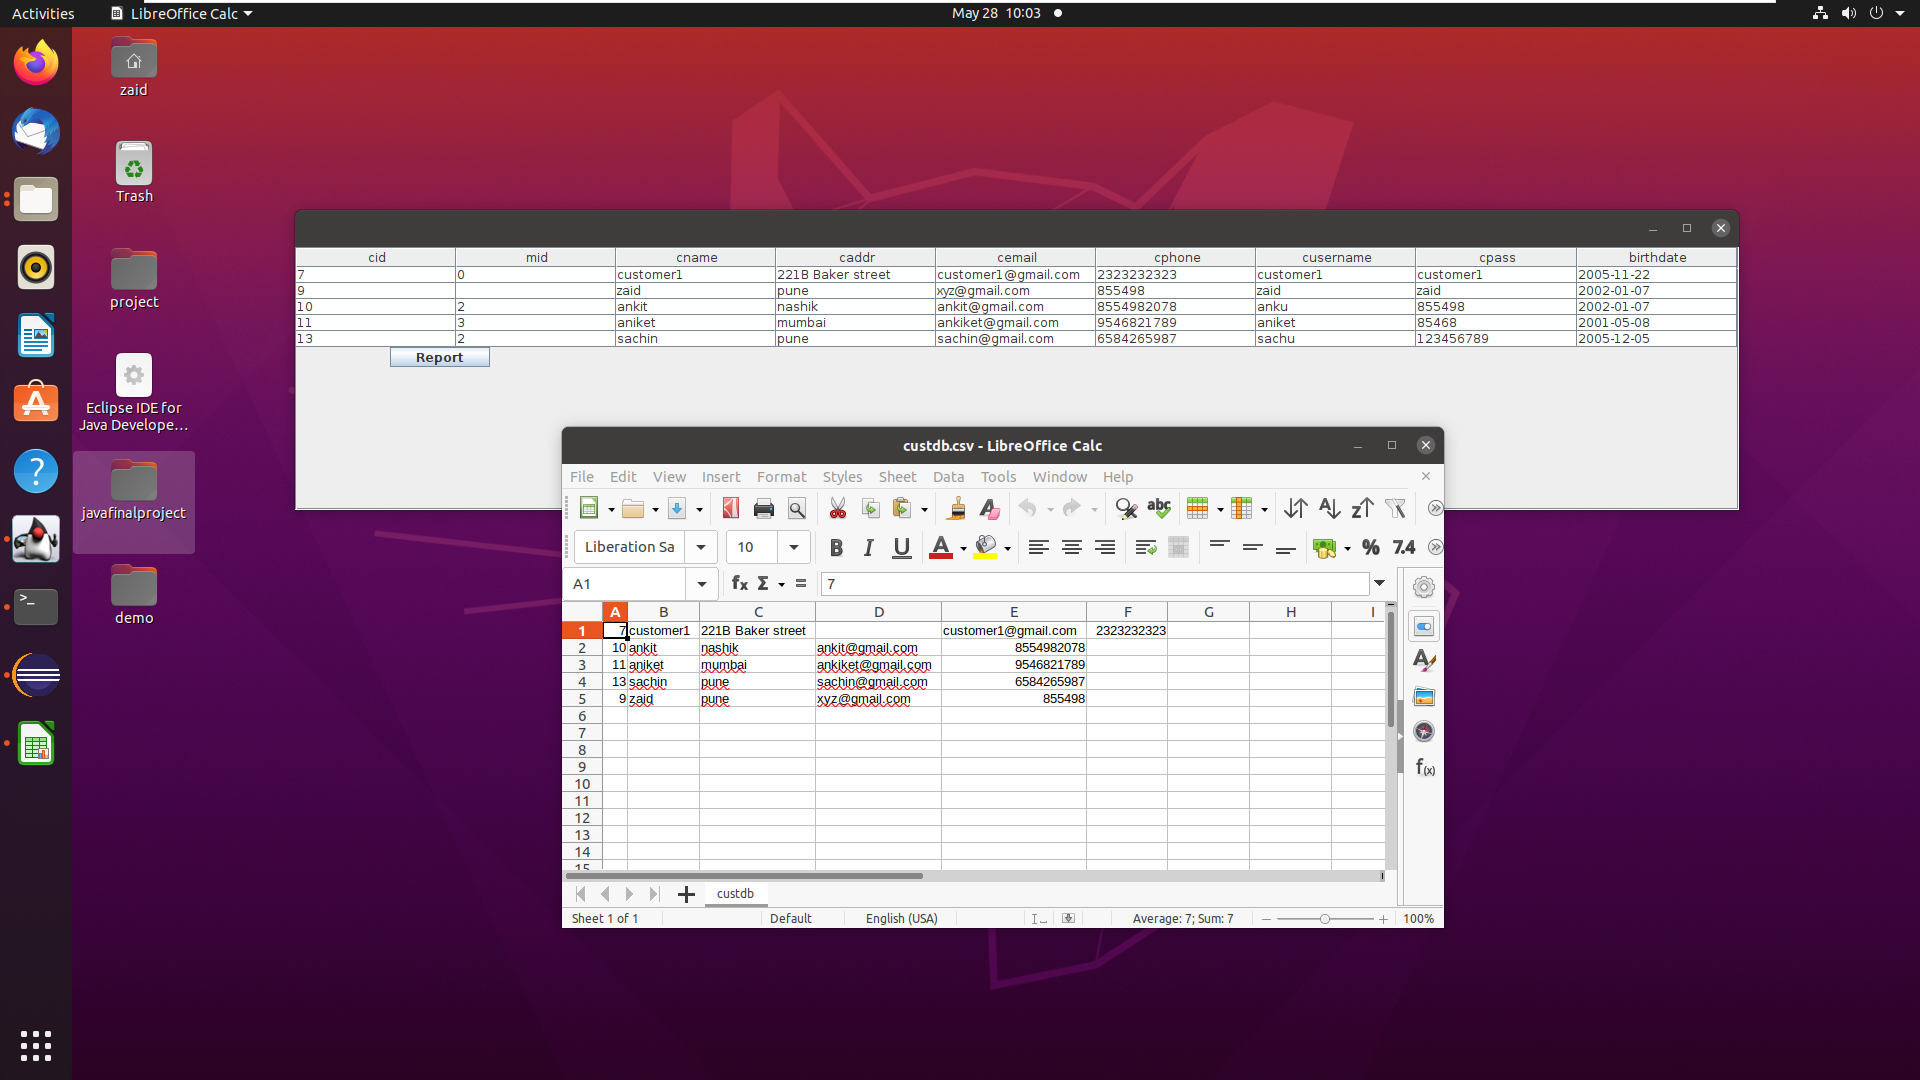 Activities LibreOffice Calc May 28 10:03
zaid
Trash
project
Eclipse IDE for
Java Develope…
javafinalproject
demo
cid mid cname caddr cemail cphone cusername cpass birthdate
7 0 customer1 221B Baker street customer1@gmail.com 2323232323 customer1 customer1 2005-11-22
9 zaid pune xyz@gmail.com 855498 zaid zaid 2002-01-07
10 2 ankit nashik ankit@gmail.com 8554982078 anku 855498 2002-01-07
11 3 aniket mumbai ankiket@gmail.com 9546821789 aniket 85468 2001-05-08
13 2 sachin pune sachin@gmail.com 6584265987 sachu 123456789 2005-12-05
Report
custdb.csv - LibreOffice Calc
File Edit View Insert Format Styles Sheet Data Tools Window Help
Liberation Sa 10 B I U A % 7.4
A1 fx Σ = 7
A B C D E F G H I
1 7 customer1 221B Baker street customer1@gmail.com 2323232323
2 10 ankit nashik ankit@gmail.com 8554982078
3 11 aniket mumbai ankiket@gmail.com 9546821789
4 13 sachin pune sachin@gmail.com 6584265987
5 9 zaid pune xyz@gmail.com 855498
6
7
8
9
10
11
12
13
14
15
custdb
Sheet 1 of 1 Default English (USA) Average: 7; Sum: 7 100%